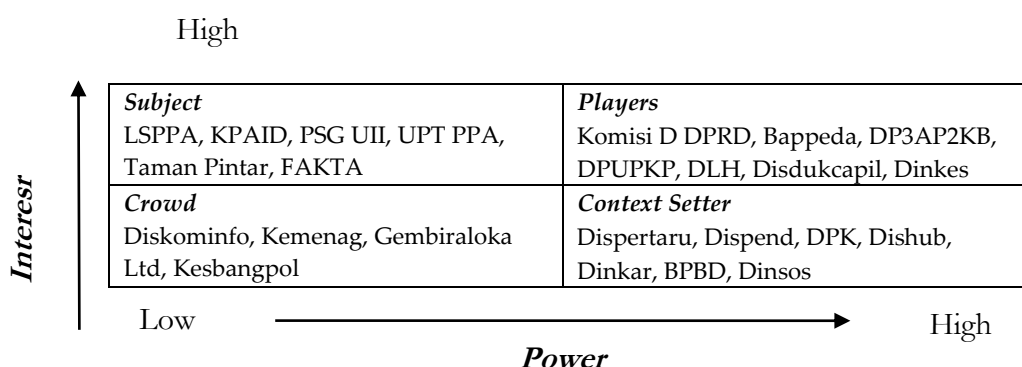 High
Subject
LSPPA, KPAID, PSG UII, UPT PPA,
Taman Pintar, FAKTA
Players
Komisi D DPRD, Bappeda, DP3AP2KB,
DPUPKP, DLH, Disdukcapil, Dinkes
Interesr
Crowd
Diskominfo, Kemenag, Gembiraloka
Ltd, Kesbangpol
Context Setter
Dispertaru, Dispend, DPK, Dishub,
Dinkar, BPBD, Dinsos
Low
High
Power